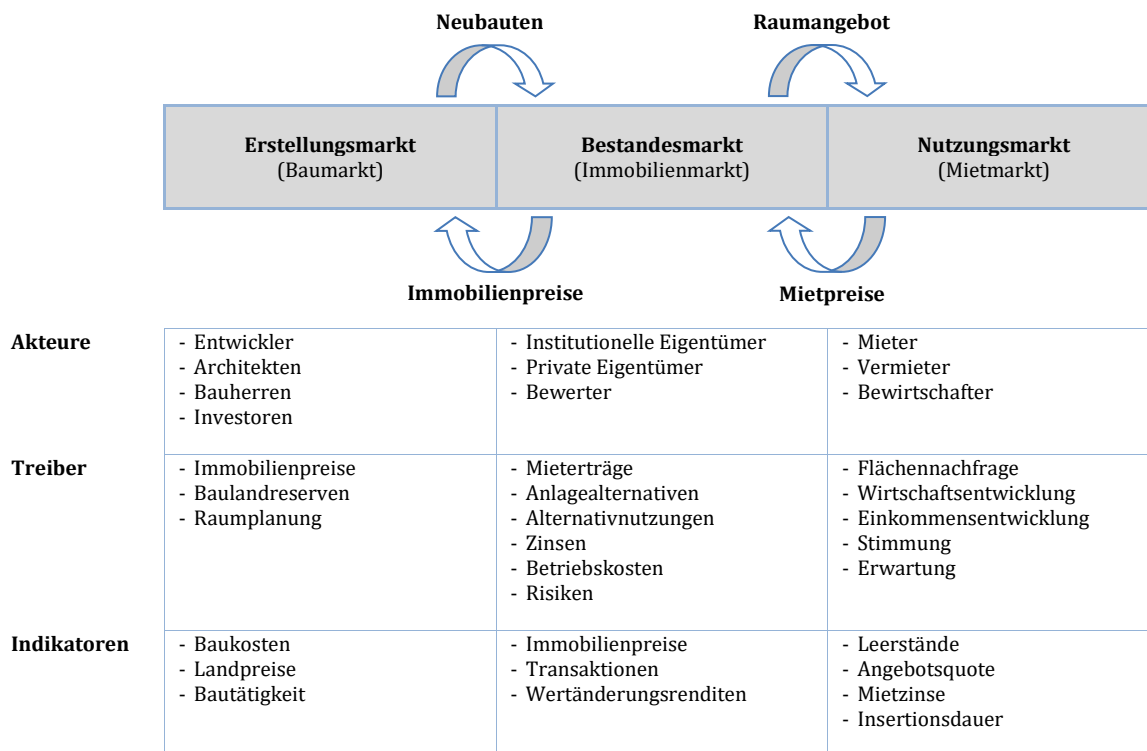 Neubauten
Raumangebot
Erstellungsmarkt
(Baumarkt)
Bestandesmarkt
(Immobilienmarkt)
Nutzungsmarkt
(Mietmarkt)
Immobilienpreise
Mietpreise
Akteure
- Entwickler
- Architekten
- Bauherren
- Investoren
- Institutionelle Eigentümer
- Private Eigentümer
- Bewerter
- Mieter
- Vermieter
- Bewirtschafter
Treiber
- Immobilienpreise
- Baulandreserven
- Raumplanung
- Mieterträge
- Anlagealternativen
- Alternativnutzungen
- Zinsen
- Betriebskosten
- Risiken
- Flächennachfrage
- Wirtschaftsentwicklung
- Einkommensentwicklung
- Stimmung
- Erwartung
Indikatoren
- Baukosten
- Landpreise
- Bautätigkeit
- Immobilienpreise
- Transaktionen
- Wertänderungsrenditen
- Leerstände
- Angebotsquote
- Mietzinse
- Insertionsdauer